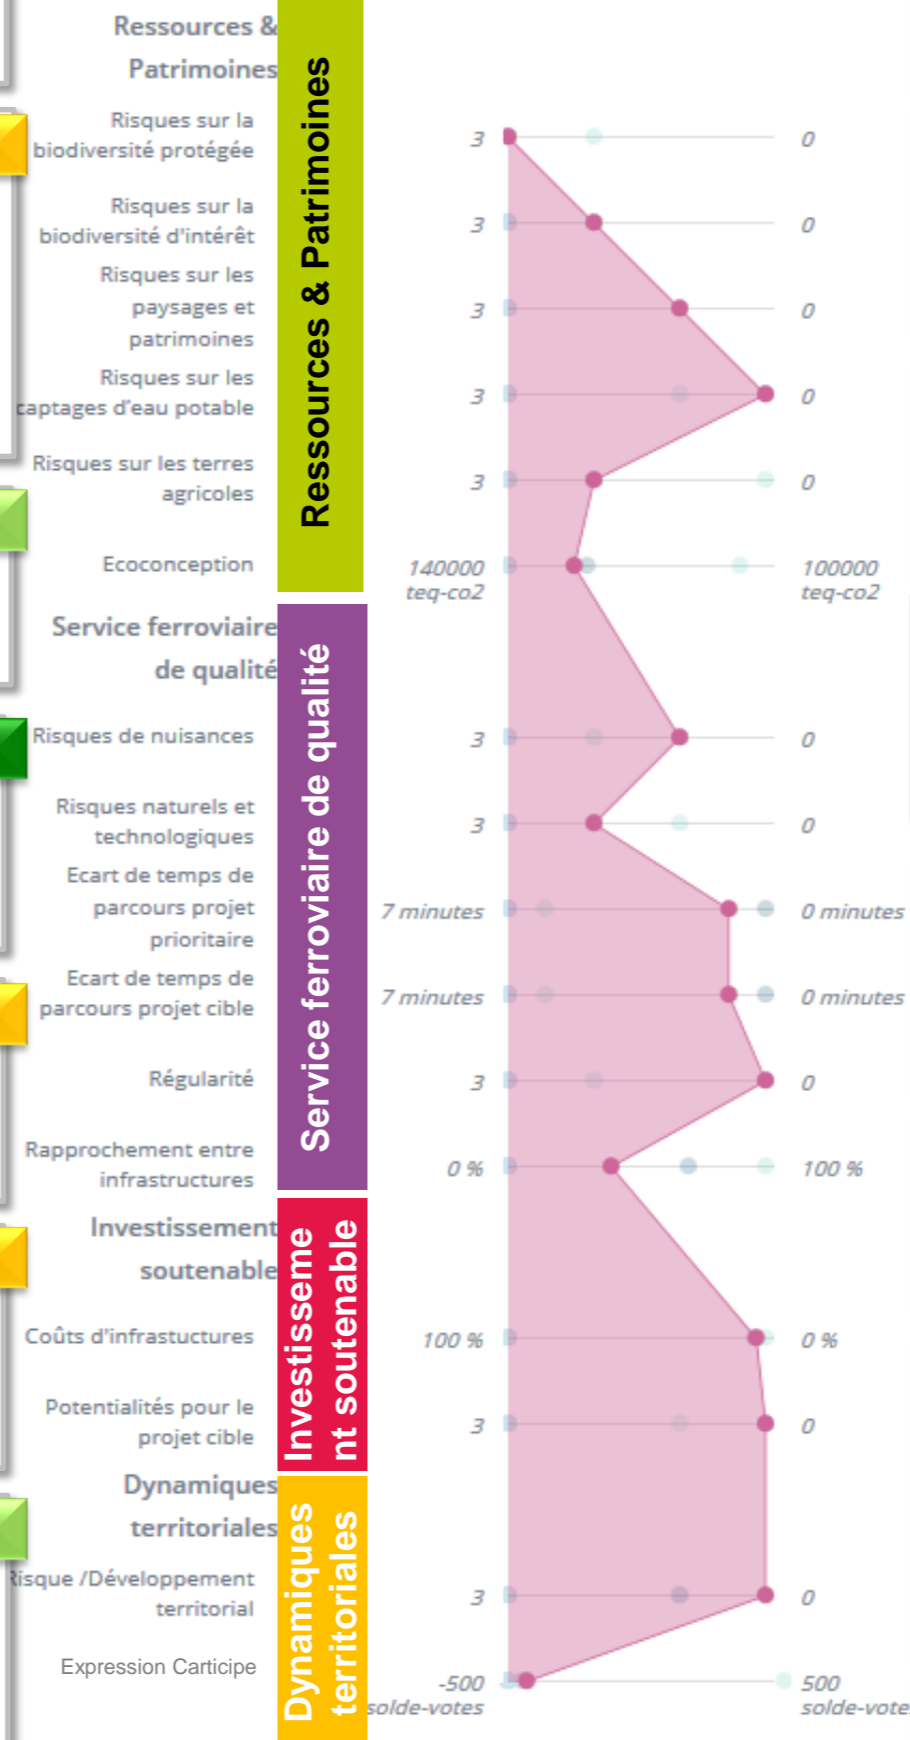 Ressources &
Patrimoines
Ressources & Patrimoines
Risques sur la
biodiversité protégée
3
0
Risques sur la
biodiversité d'intérêt
3
0
Risques sur les
paysages et
patrimoines
3
0
Risques sur les
captages d'eau potable
3
0
Risques sur les terres
agricoles
3
0
Ecoconception
140000
teq-co2
100000
teq-co2
Service ferroviaire
de qualité
Service ferroviaire de qualité
Risques de nuisances
3
0
Risques naturels et
technologiques
3
0
Ecart de temps de
parcours projet
prioritaire
7 minutes
0 minutes
Ecart de temps de
parcours projet cible
7 minutes
0 minutes
Régularité
3
0
Rapprochement entre
infrastructures
0 %
100 %
Investissement
soutenable
Investisseme
nt soutenable
Coûts d'infrastuctures
100 %
0 %
Potentialités pour le
projet cible
3
0
Dynamiques
territoriales
Dynamiques
territoriales
Risque /Développement
territorial
3
0
Expression Carticipe
-500
solde-votes
500
solde-votes